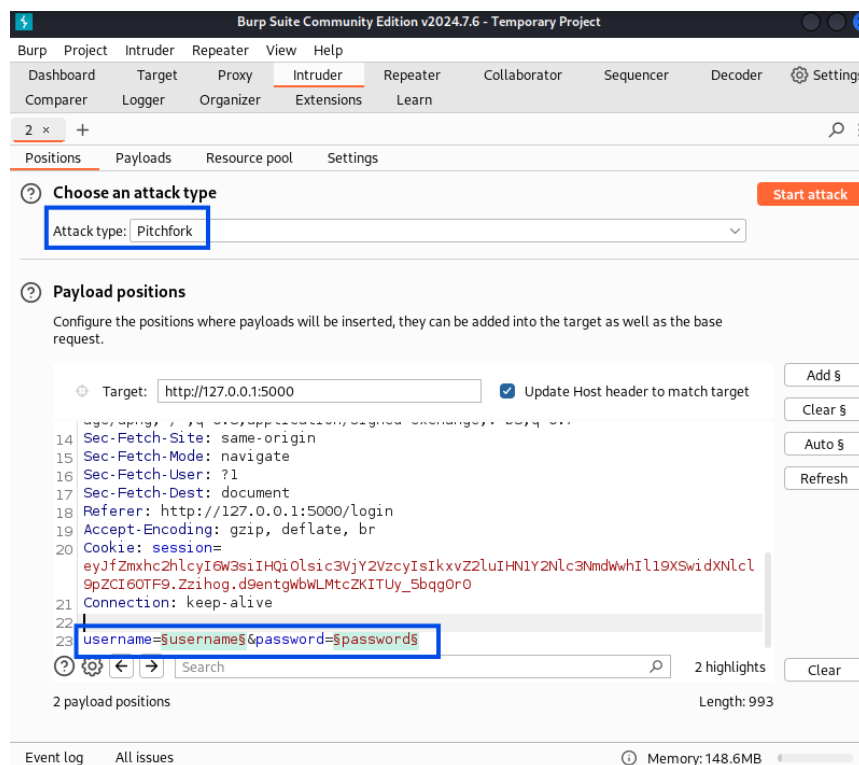 Burp Suite Community Edition v2024.7.6 - Temporary Project
Burp Project Intruder Repeater View Help
Dashboard Target Proxy Intruder Repeater Collaborator Sequencer Decoder Settings
Comparer Logger Organizer Extensions Learn
2 × +
Positions Payloads Resource pool Settings
? Choose an attack type
Start attack
Attack type: Pitchfork
? Payload positions
Configure the positions where payloads will be inserted, they can be added into the target as well as the base
request.
Add §
Target: http://127.0.0.1:5000 Update Host header to match target
Clear §
14 Sec-Fetch-Site: same-origin
Auto §
15 Sec-Fetch-Mode: navigate
16 Sec-Fetch-User: ?1
Refresh
17 Sec-Fetch-Dest: document
18 Referer: http://127.0.0.1:5000/login
19 Accept-Encoding: gzip, deflate, br
20 Cookie: session=
eyJfZmxhc2hlcyI6W3siIHQiOlsic3VjY2VzcyIsIkxvZ2luIHN1Y2Nlc3NmdWwhIl19XSwidXNlcl
9pZCI6OTF9.Zzihog.d9entgWbWLMtcZKITUy_5bqg0r0
21 Connection: keep-alive
22
23 username=§username§&password=§password§
? ← → Search 2 highlights Clear
2 payload positions Length: 993
Event log All issues Memory: 148.6MB